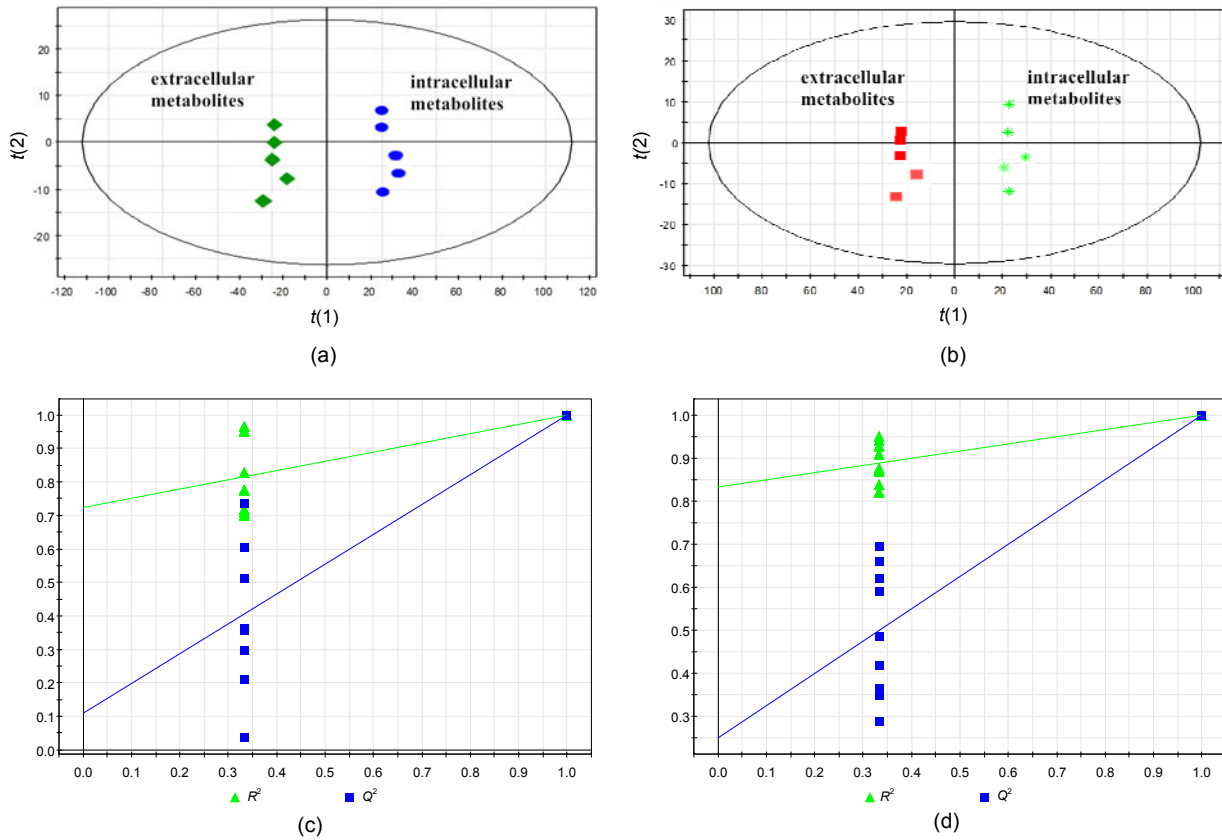 20
10
0
-10
-20
t(2)
extracellular
metabolites
intracellular
metabolites
-120 -100 -80 -60 -40 -20 0 20 40 60 80 100 120
t(1)
(a)
30
20
10
0
-10
-20
-30
t(2)
extracellular
metabolites
intracellular
metabolites
-100 -80 -60 -40 20 0 20 40 60 80 100
t(1)
(b)
1.0
0.9
0.8
0.7
0.6
0.5
0.4
0.3
0.2
0.1
0.0
0.0 0.1 0.2 0.3 0.4 0.5 0.6 0.7 0.8 0.9 1.0
R² Q²
(c)
1.0
0.9
0.8
0.7
0.6
0.5
0.4
0.3
0.0 0.1 0.2 0.3 0.4 0.5 0.6 0.7 0.8 0.9 1.0
R² Q²
(d)